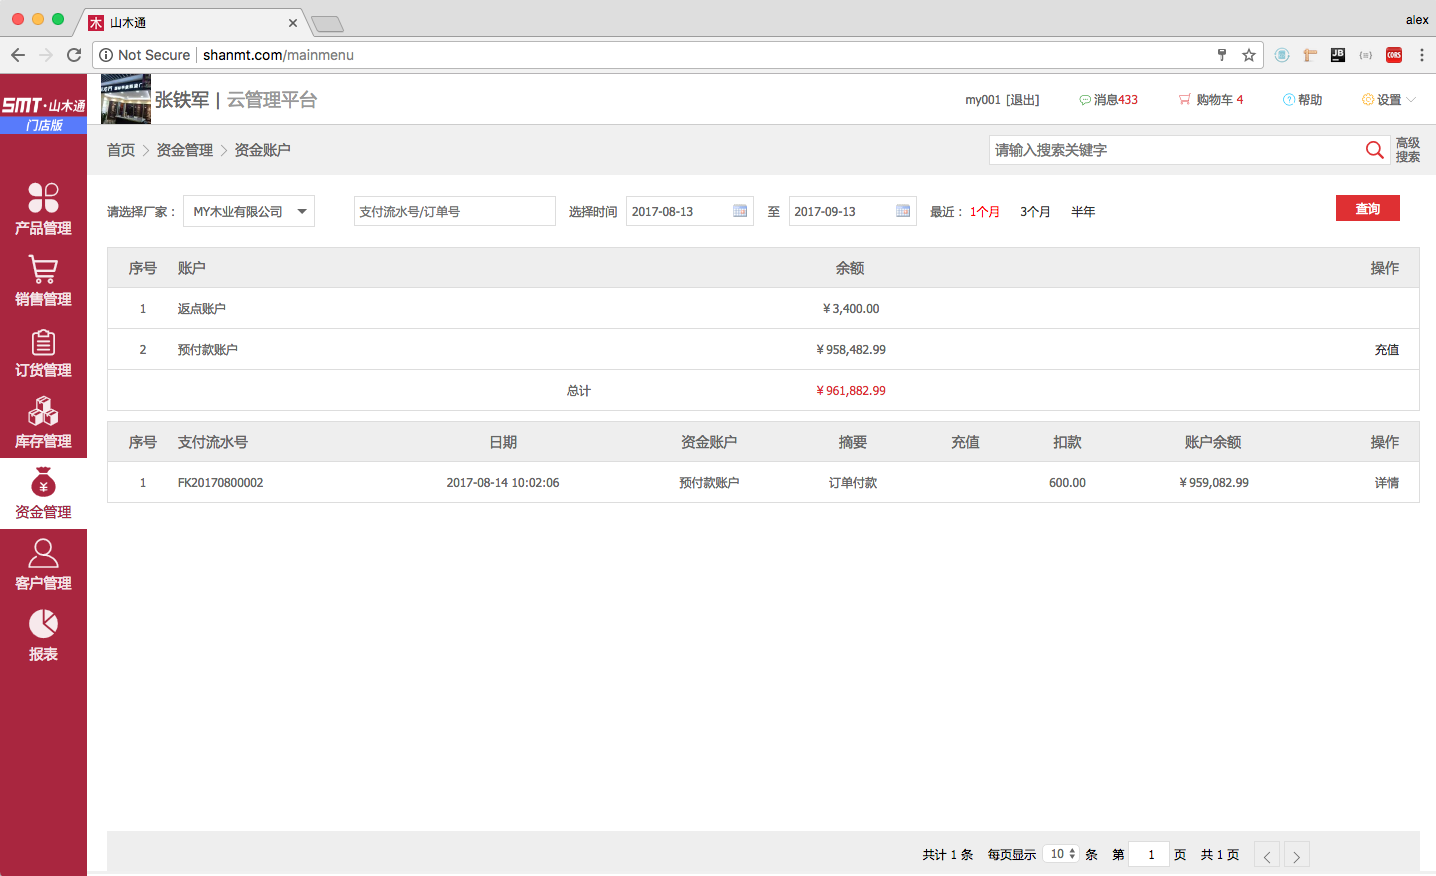 木 山木通
alex
Not Secure shanmt.com/mainmenu
JB
CORS
SMT·山木通
门店版
张铁军 | 云管理平台
my001 [退出] 消息433 购物车 4 帮助 设置
首页 > 资金管理 > 资金账户
请输入搜索关键字
高级
搜索
产品管理
销售管理
订货管理
库存管理
资金管理
客户管理
报表
请选择厂家： MY木业有限公司 支付流水号/订单号 选择时间 2017-08-13 至 2017-09-13 最近： 1个月 3个月 半年 查询
序号 账户 余额 操作
1 返点账户 ¥3,400.00
2 预付款账户 ¥958,482.99 充值
总计 ¥961,882.99
序号 支付流水号 日期 资金账户 摘要 充值 扣款 账户余额 操作
1 FK20170800002 2017-08-14 10:02:06 预付款账户 订单付款 600.00 ¥959,082.99 详情
共计 1 条 每页显示 10 条 第 1 页 共 1 页